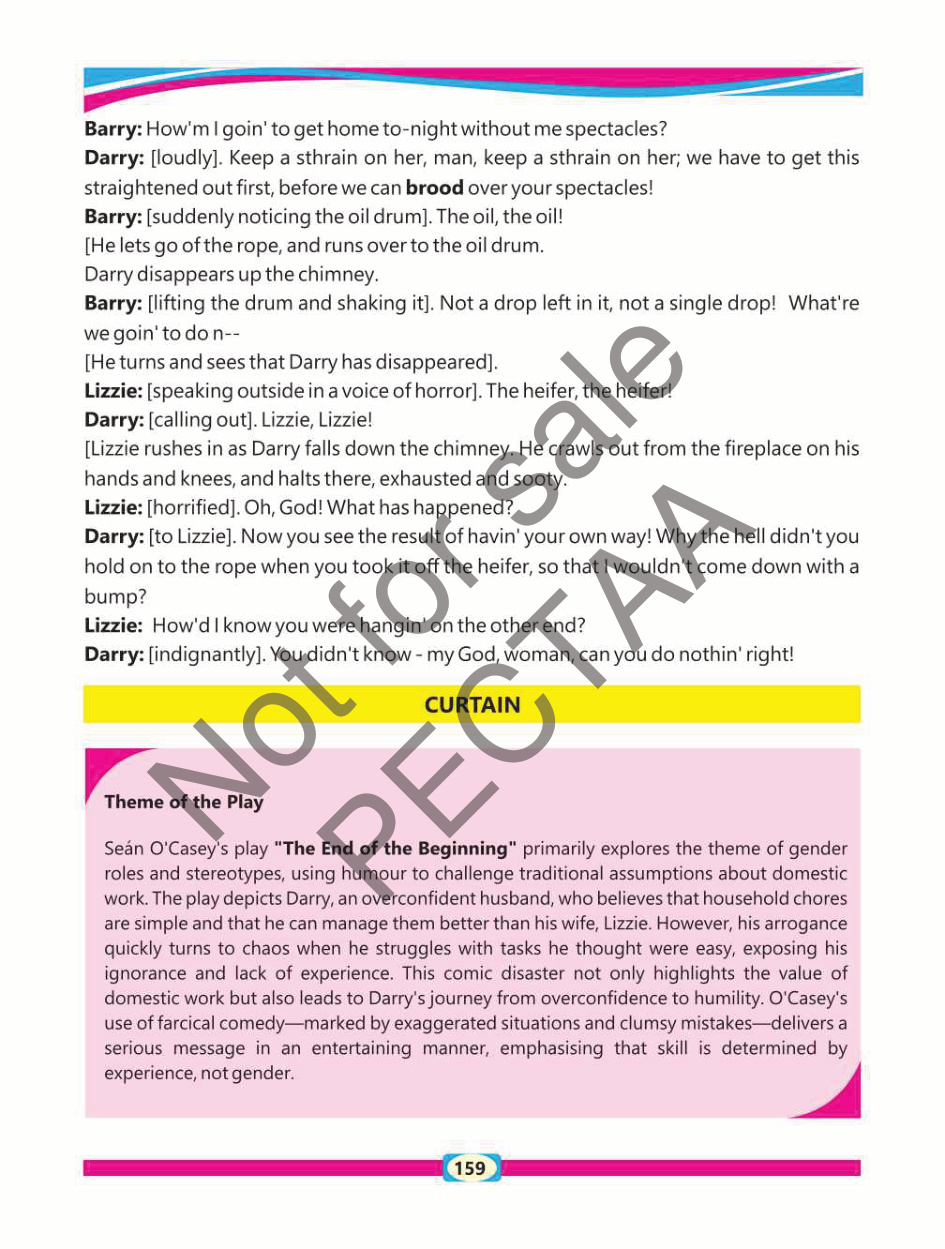 Barry: How'm I goin' to get home to-night without me spectacles?
Darry: [loudly]. Keep a sthrain on her, man, keep a sthrain on her; we have to get this
straightened out first, before we can brood over your spectacles!
Barry: [suddenly noticing the oil drum]. The oil, the oil!
[He lets go of the rope, and runs over to the oil drum.
Darry disappears up the chimney.
Barry: [lifting the drum and shaking it]. Not a drop left in it, not a single drop! What're
we goin' to do n--
[He turns and sees that Darry has disappeared].
Lizzie: [speaking outside in a voice of horror]. The heifer, the heifer!
Darry: [calling out]. Lizzie, Lizzie!
[Lizzie rushes in as Darry falls down the chimney. He crawls out from the fireplace on his
hands and knees, and halts there, exhausted and sooty.
Lizzie: [horrified]. Oh, God! What has happened?
Darry: [to Lizzie]. Now you see the result of havin' your own way! Why the hell didn't you
hold on to the rope when you took it off the heifer, so that I wouldn't come down with a
bump?
Lizzie: How'd I know you were hangin' on the other end?
Darry: [indignantly]. You didn't know - my God, woman, can you do nothin' right!
CURTAIN
Theme of the Play
Seán O'Casey's play "The End of the Beginning" primarily explores the theme of gender
roles and stereotypes, using humour to challenge traditional assumptions about domestic
work. The play depicts Darry, an overconfident husband, who believes that household chores
are simple and that he can manage them better than his wife, Lizzie. However, his arrogance
quickly turns to chaos when he struggles with tasks he thought were easy, exposing his
ignorance and lack of experience. This comic disaster not only highlights the value of
domestic work but also leads to Darry's journey from overconfidence to humility. O'Casey's
use of farcical comedy—marked by exaggerated situations and clumsy mistakes—delivers a
serious message in an entertaining manner, emphasising that skill is determined by
experience, not gender.
159
Not for sale
PECTAA